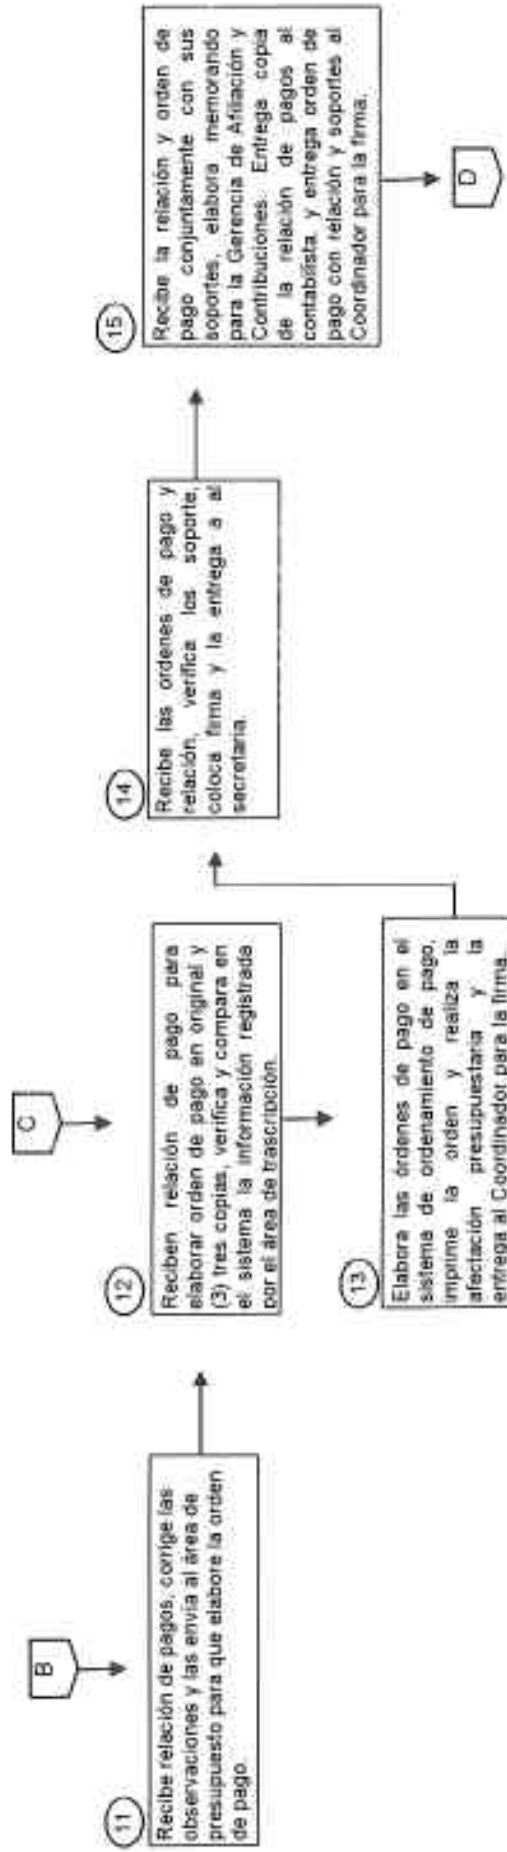 B
11
Recibe relación de pagos, corrige las
observaciones y las envia al área de
presupuesto para que elabore la orden
de pago.
C
12
Reciben relación de pago para
elaborar orden de pago en original y
(3) tres copias, verifica y compara en
el sistema la información registrada
por el área de trascripción.
13
Elabora las órdenes de pago en el
sistema de ordenamiento de pago,
imprime la orden y realiza la
afectación presupuestaria y la
entrega al Coordinador para la firma.
14
Recibe las ordenes de pago y
relación, verifica los soporte,
coloca firma y la entrega a al
secretaria.
15
Recibe la relación y orden de
pago conjuntamente con sus
soportes, elabora memorando
para la Gerencia de Afiliación y
Contribuciones. Entrega copia
de la relación de pagos al
contabilista y entrega orden de
pago con relación y soportes al
Coordinador para la firma.
D